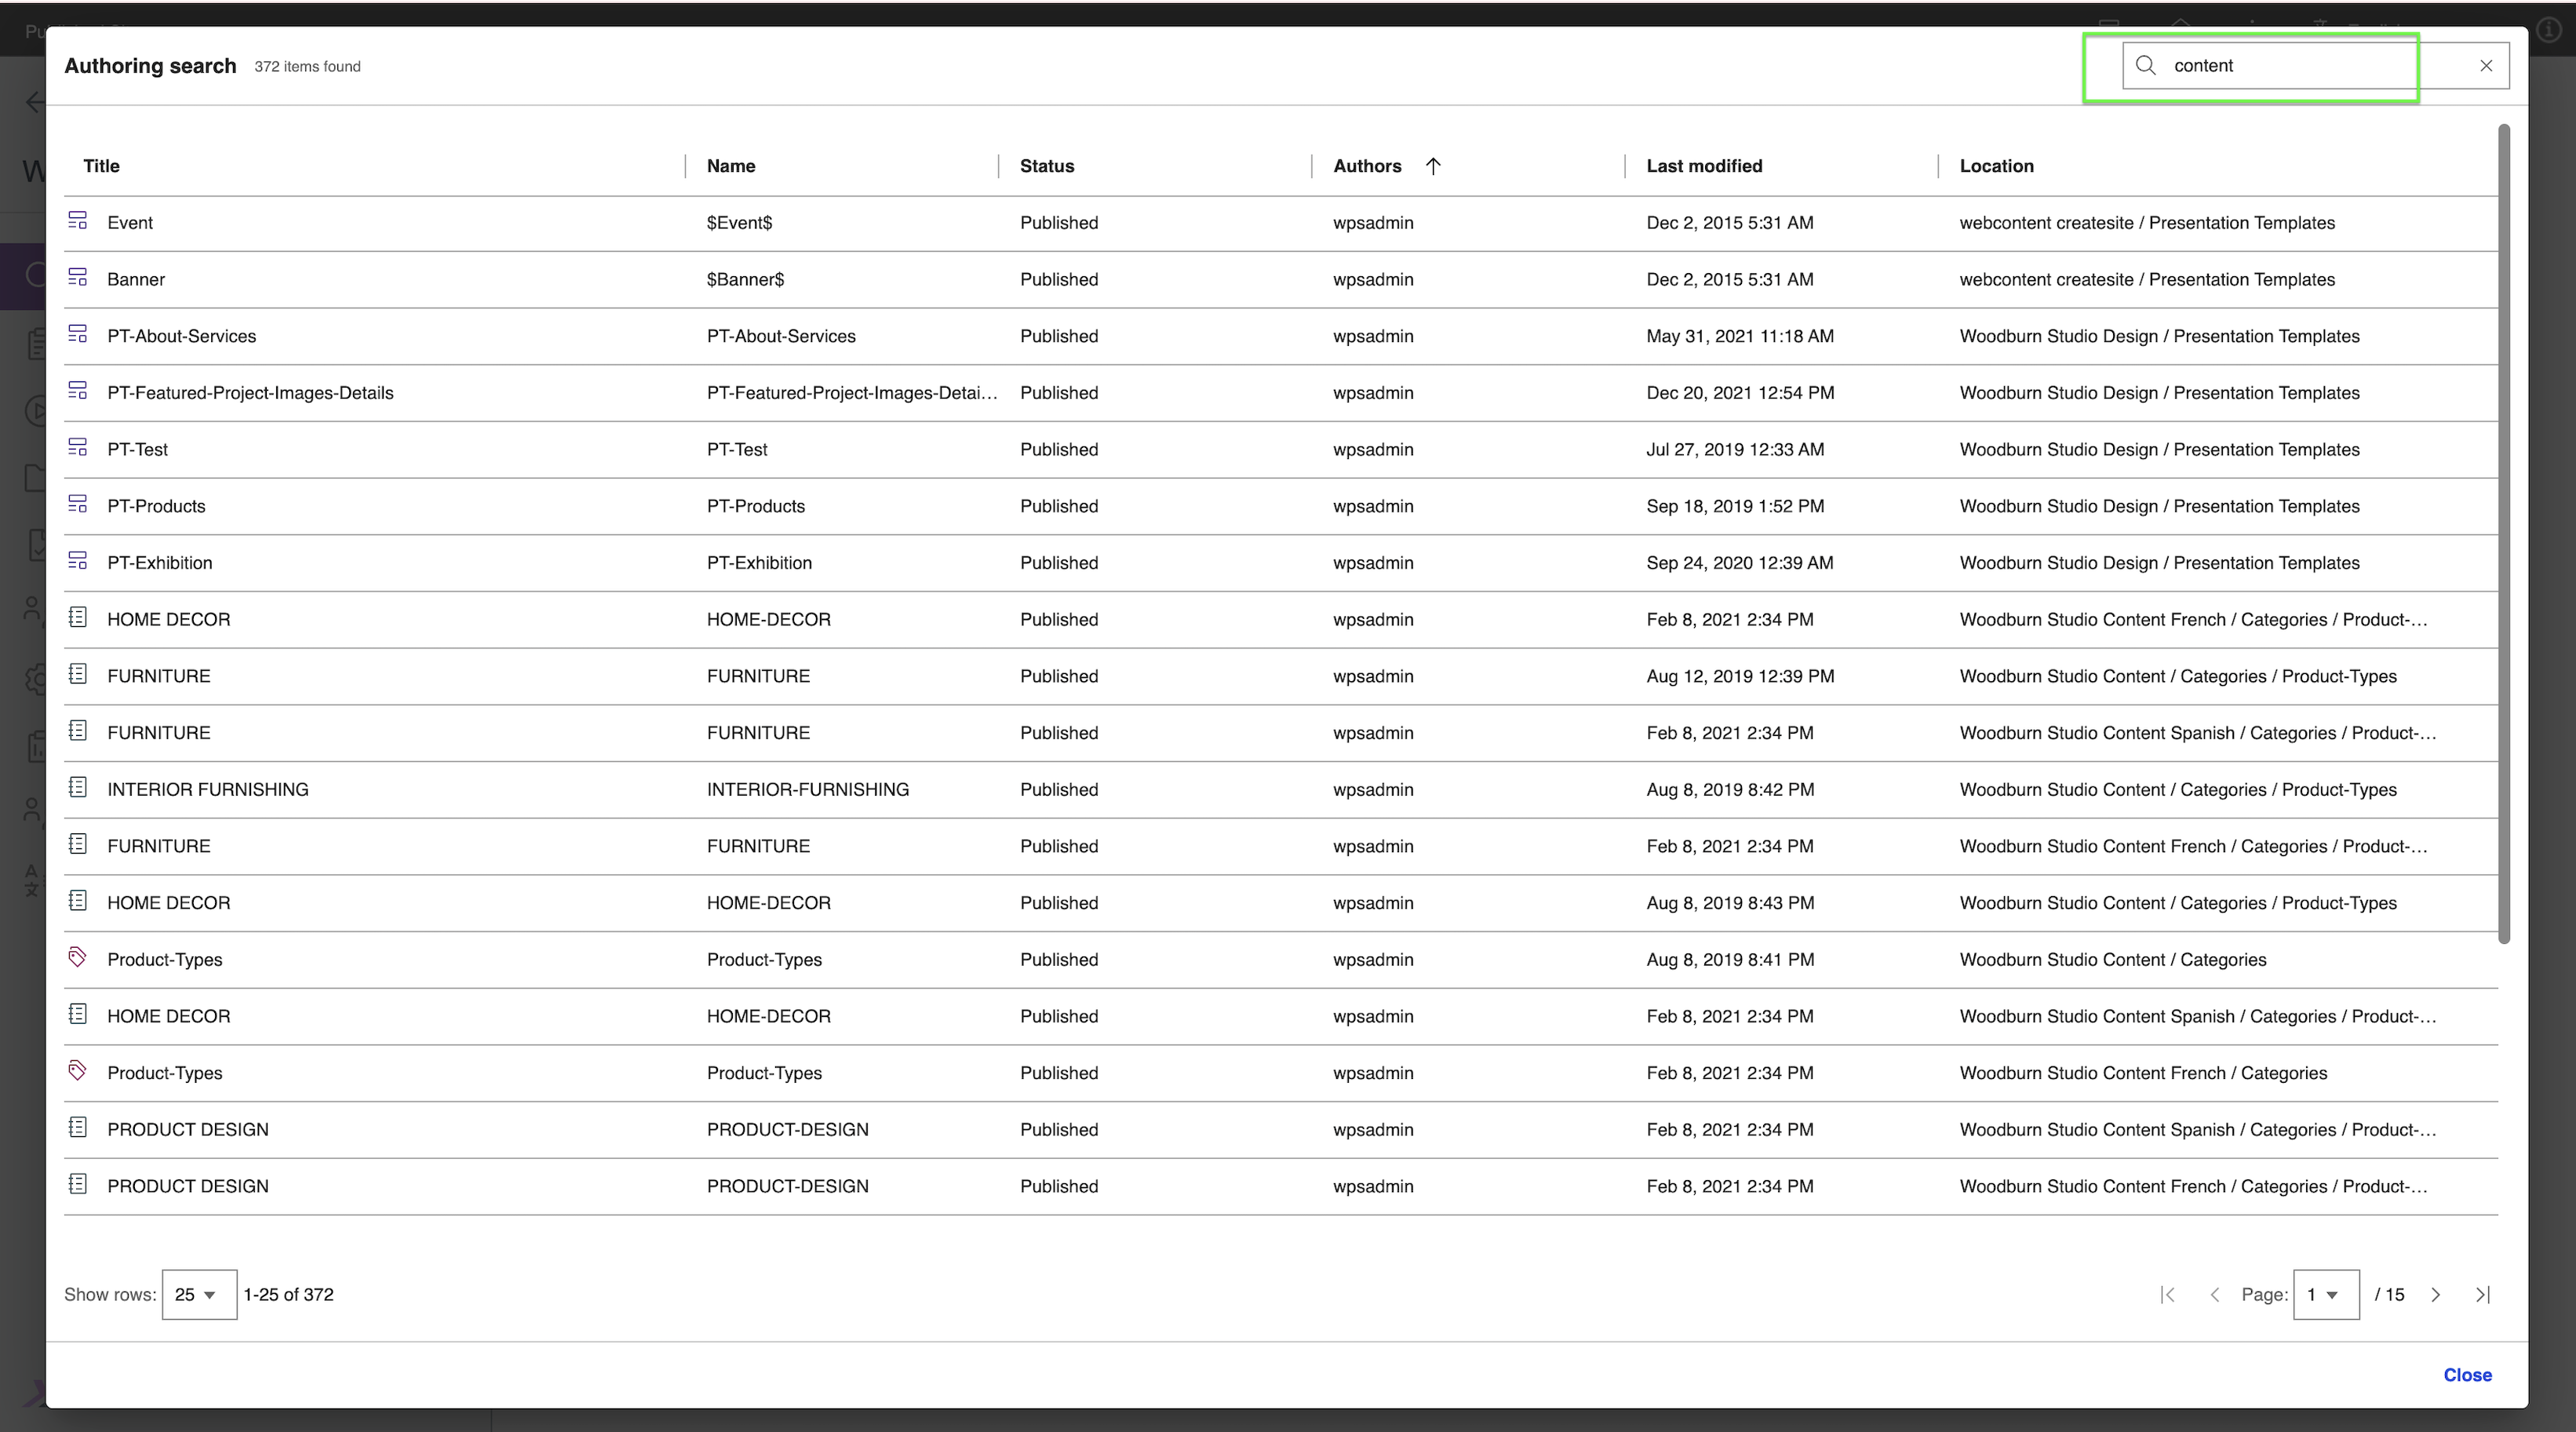 Authoring search 372 items found content
Title Name Status Authors Last modified Location
Event $Event$ Published wpsadmin Dec 2, 2015 5:31 AM webcontent createsite / Presentation Templates
Banner $Banner$ Published wpsadmin Dec 2, 2015 5:31 AM webcontent createsite / Presentation Templates
PT-About-Services PT-About-Services Published wpsadmin May 31, 2021 11:18 AM Woodburn Studio Design / Presentation Templates
PT-Featured-Project-Images-Details PT-Featured-Project-Images-Detai... Published wpsadmin Dec 20, 2021 12:54 PM Woodburn Studio Design / Presentation Templates
PT-Test PT-Test Published wpsadmin Jul 27, 2019 12:33 AM Woodburn Studio Design / Presentation Templates
PT-Products PT-Products Published wpsadmin Sep 18, 2019 1:52 PM Woodburn Studio Design / Presentation Templates
PT-Exhibition PT-Exhibition Published wpsadmin Sep 24, 2020 12:39 AM Woodburn Studio Design / Presentation Templates
HOME DECOR HOME-DECOR Published wpsadmin Feb 8, 2021 2:34 PM Woodburn Studio Content French / Categories / Product-...
FURNITURE FURNITURE Published wpsadmin Aug 12, 2019 12:39 PM Woodburn Studio Content / Categories / Product-Types
FURNITURE FURNITURE Published wpsadmin Feb 8, 2021 2:34 PM Woodburn Studio Content Spanish / Categories / Product-...
INTERIOR FURNISHING INTERIOR-FURNISHING Published wpsadmin Aug 8, 2019 8:42 PM Woodburn Studio Content / Categories / Product-Types
FURNITURE FURNITURE Published wpsadmin Feb 8, 2021 2:34 PM Woodburn Studio Content French / Categories / Product-...
HOME DECOR HOME-DECOR Published wpsadmin Aug 8, 2019 8:43 PM Woodburn Studio Content / Categories / Product-Types
Product-Types Product-Types Published wpsadmin Aug 8, 2019 8:41 PM Woodburn Studio Content / Categories
HOME DECOR HOME-DECOR Published wpsadmin Feb 8, 2021 2:34 PM Woodburn Studio Content Spanish / Categories / Product-...
Product-Types Product-Types Published wpsadmin Feb 8, 2021 2:34 PM Woodburn Studio Content French / Categories
PRODUCT DESIGN PRODUCT-DESIGN Published wpsadmin Feb 8, 2021 2:34 PM Woodburn Studio Content Spanish / Categories / Product-...
PRODUCT DESIGN PRODUCT-DESIGN Published wpsadmin Feb 8, 2021 2:34 PM Woodburn Studio Content French / Categories / Product-...
Show rows: 25 1-25 of 372 Page: 1 / 15
Close